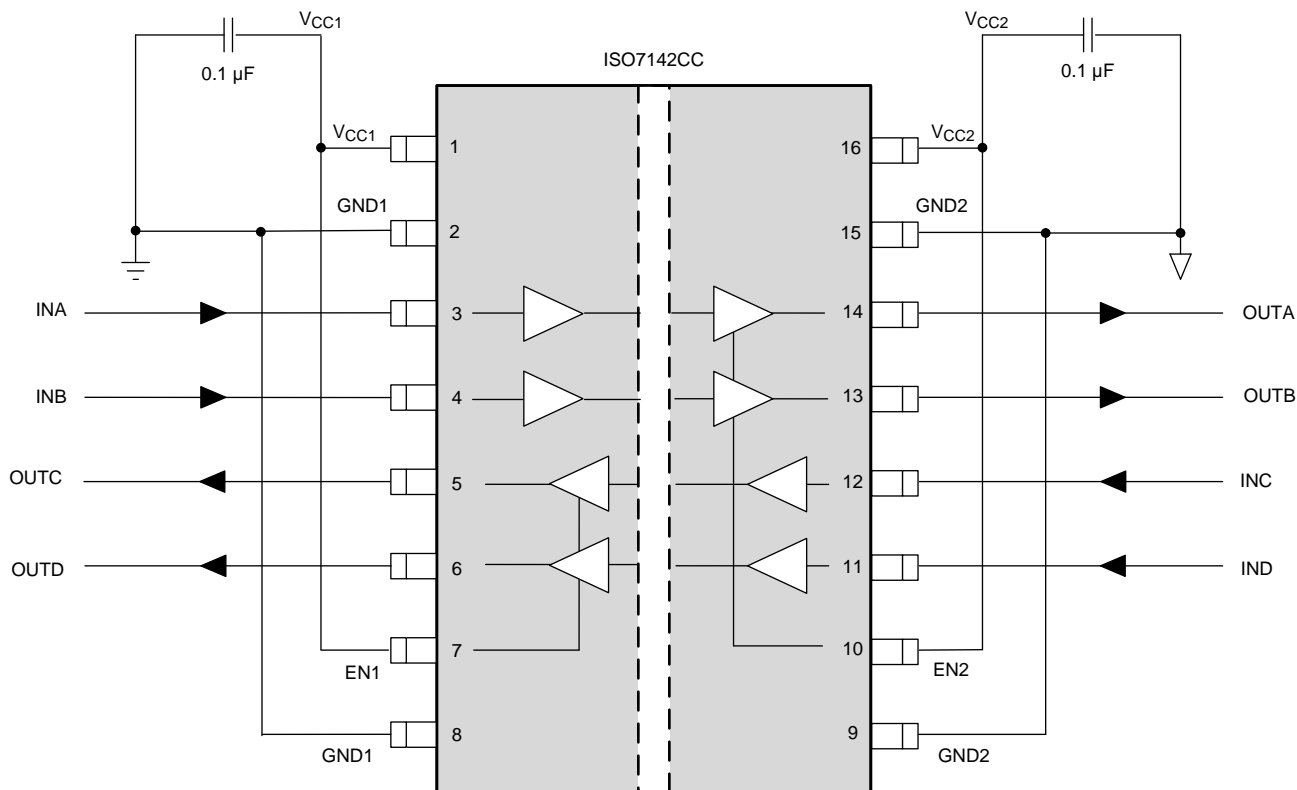 VCC1
VCC2
0.1 µF
0.1 µF
ISO7142CC
VCC1
1
16
VCC2
GND1
2
15
GND2
INA
3
14
OUTA
INB
4
13
OUTB
OUTC
5
12
INC
OUTD
6
11
IND
EN1
7
10
EN2
GND1
8
9
GND2